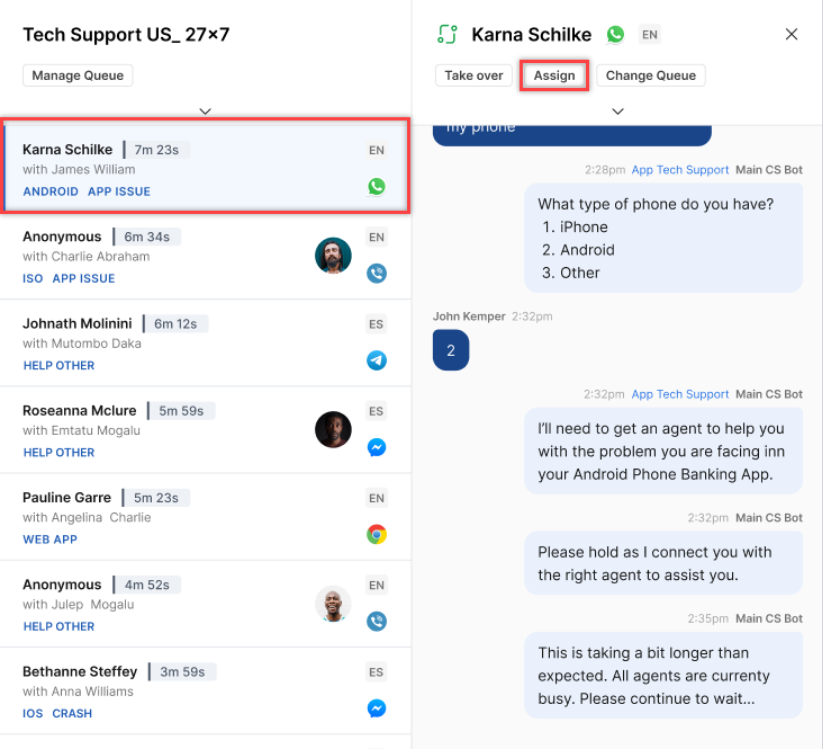 Tech Support US_ 27×7
Manage Queue
Karna Schilke 7m 23s EN
with James William
ANDROID APP ISSUE
Anonymous 6m 34s EN
with Charlie Abraham
ISO APP ISSUE
Johnath Molinini 6m 12s ES
with Mutombo Daka
HELP OTHER
Roseanna Mclure 5m 59s ES
with Emtatu Mogalu
HELP OTHER
Pauline Garre 5m 23s EN
with Angelina Charlie
WEB APP
Anonymous 4m 52s EN
with Julep Mogalu
HELP OTHER
Bethanne Steffey 3m 59s ES
with Anna Williams
IOS CRASH
Karna Schilke EN
Take over Assign Change Queue
my phone
2:28pm App Tech Support Main CS Bot
What type of phone do you have?
1. iPhone
2. Android
3. Other
John Kemper 2:32pm
2
2:32pm App Tech Support Main CS Bot
I'll need to get an agent to help you
with the problem you are facing inn
your Android Phone Banking App.
2:32pm Main CS Bot
Please hold as I connect you with
the right agent to assist you.
2:35pm Main CS Bot
This is taking a bit longer than
expected. All agents are currenty
busy. Please continue to wait...